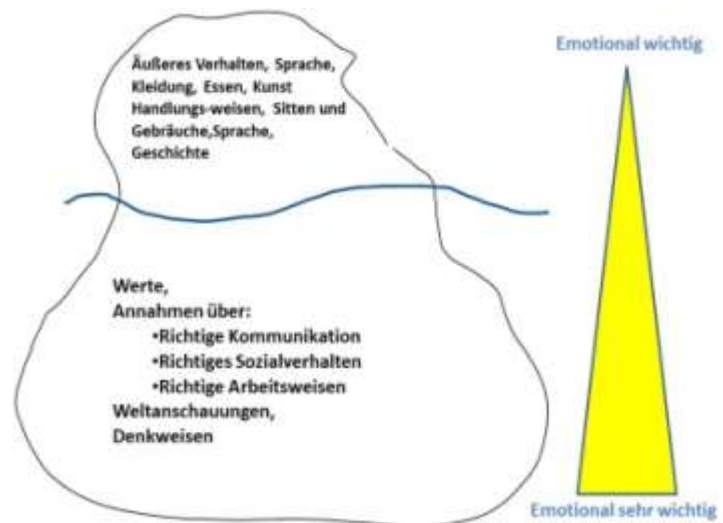 Emotional wichtig
Äußeres Verhalten, Sprache,
Kleidung, Essen, Kunst
Handlungs-weisen, Sitten und
Gebräuche,Sprache,
Geschichte
Werte,
Annahmen über:
•Richtige Kommunikation
•Richtiges Sozialverhalten
•Richtige Arbeitsweisen
Weltanschauungen,
Denkweisen
Emotional sehr wichtig